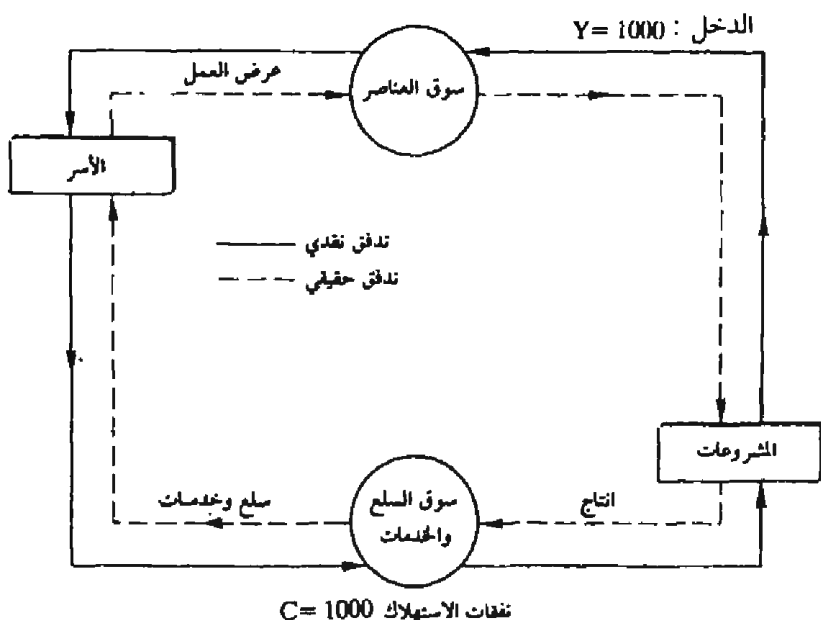 الدخل : Y= 1000
عرض العمل
سوق العناصر
الأسر
تدفق نقدي
تدفق حقيقي
المشروعات
سلع وخدمات
سوق السلع
والخدمات
انتاج
نفقات الاستهلاك C= 1000